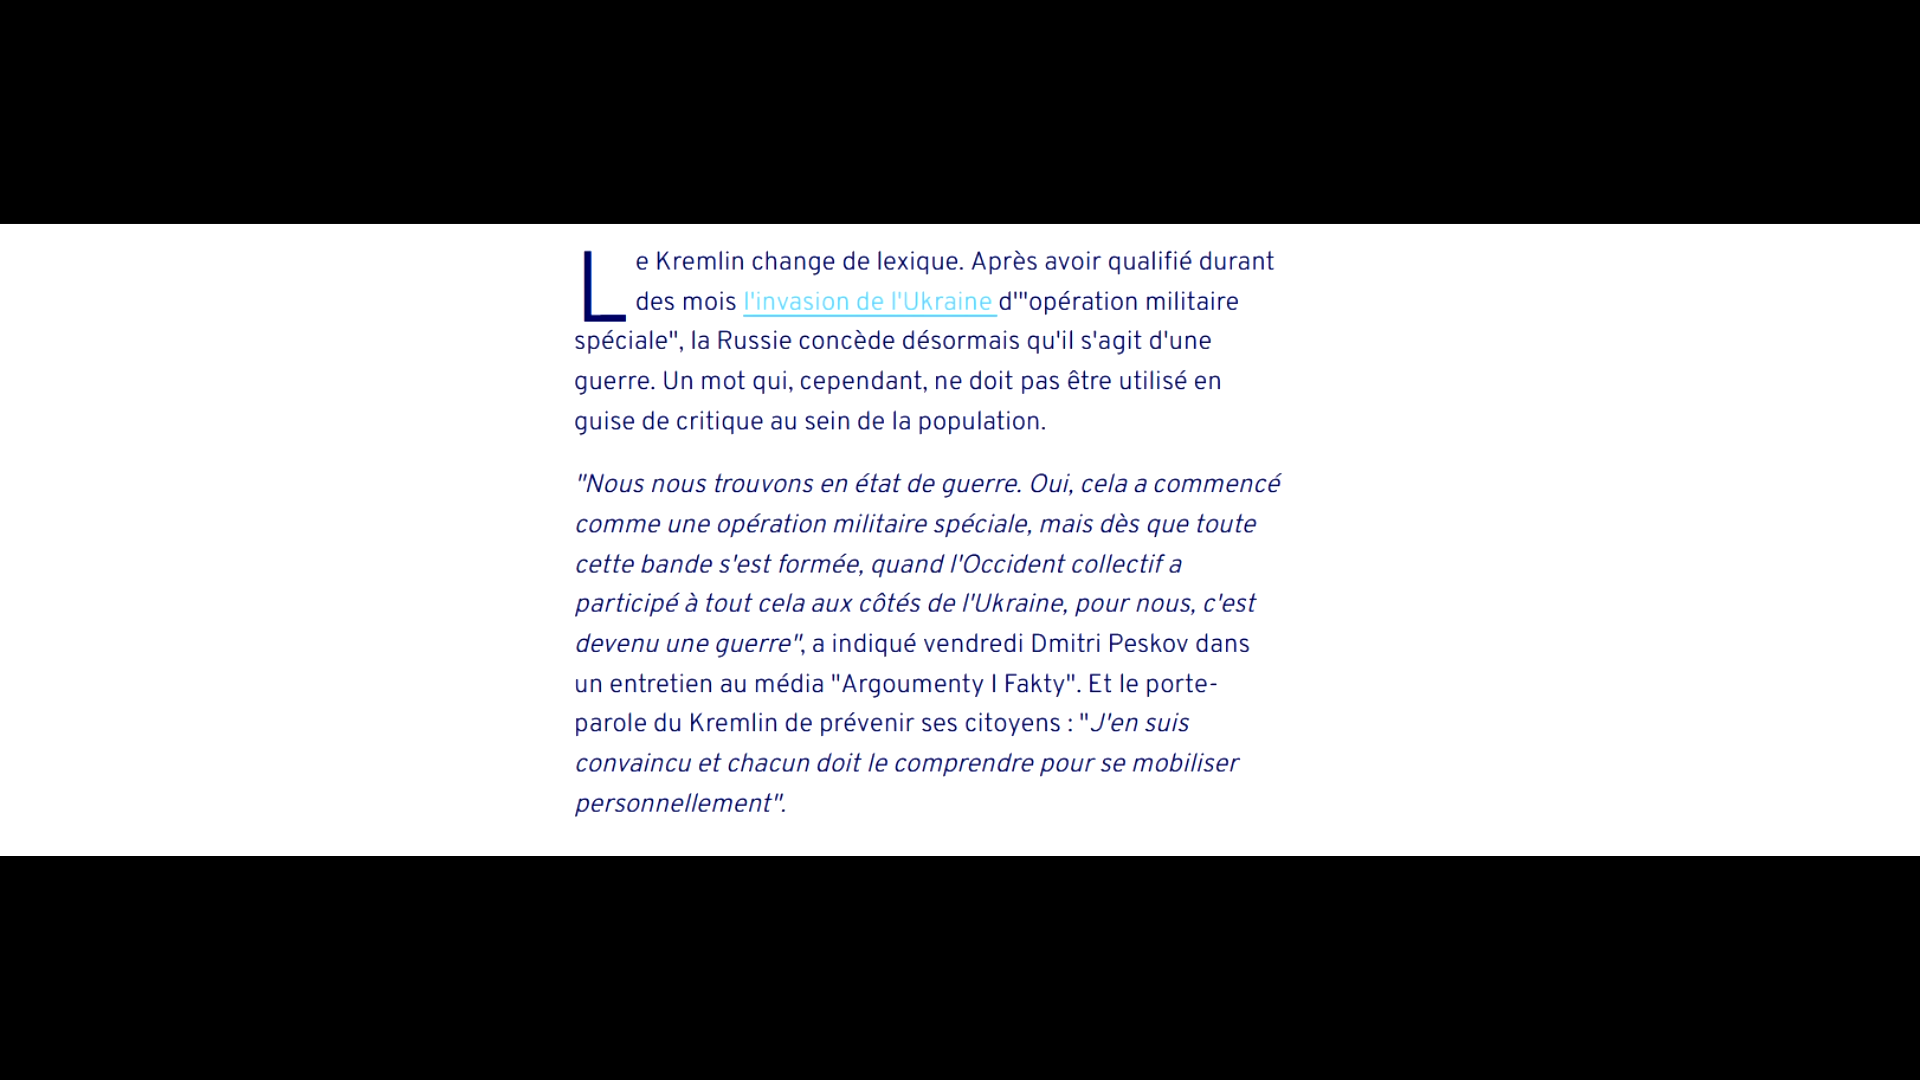 Le Kremlin change de lexique. Après avoir qualifié durant
des mois l'invasion de l'Ukraine d'"opération militaire
spéciale", la Russie concède désormais qu'il s'agit d'une
guerre. Un mot qui, cependant, ne doit pas être utilisé en
guise de critique au sein de la population.
"Nous nous trouvons en état de guerre. Oui, cela a commencé
comme une opération militaire spéciale, mais dès que toute
cette bande s'est formée, quand l'Occident collectif a
participé à tout cela aux côtés de l'Ukraine, pour nous, c'est
devenu une guerre", a indiqué vendredi Dmitri Peskov dans
un entretien au média "Argoumenty I Fakty". Et le porte-
parole du Kremlin de prévenir ses citoyens : "J'en suis
convaincu et chacun doit le comprendre pour se mobiliser
personnellement".